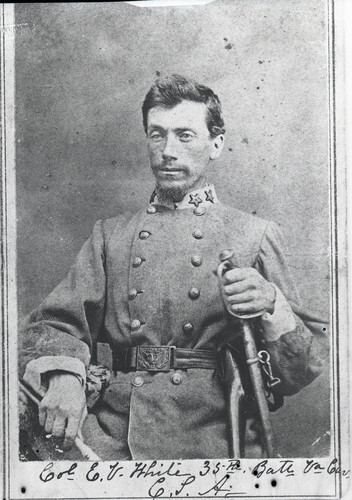 Col E. V. White 35th Batt Va Cav
C. S. A.